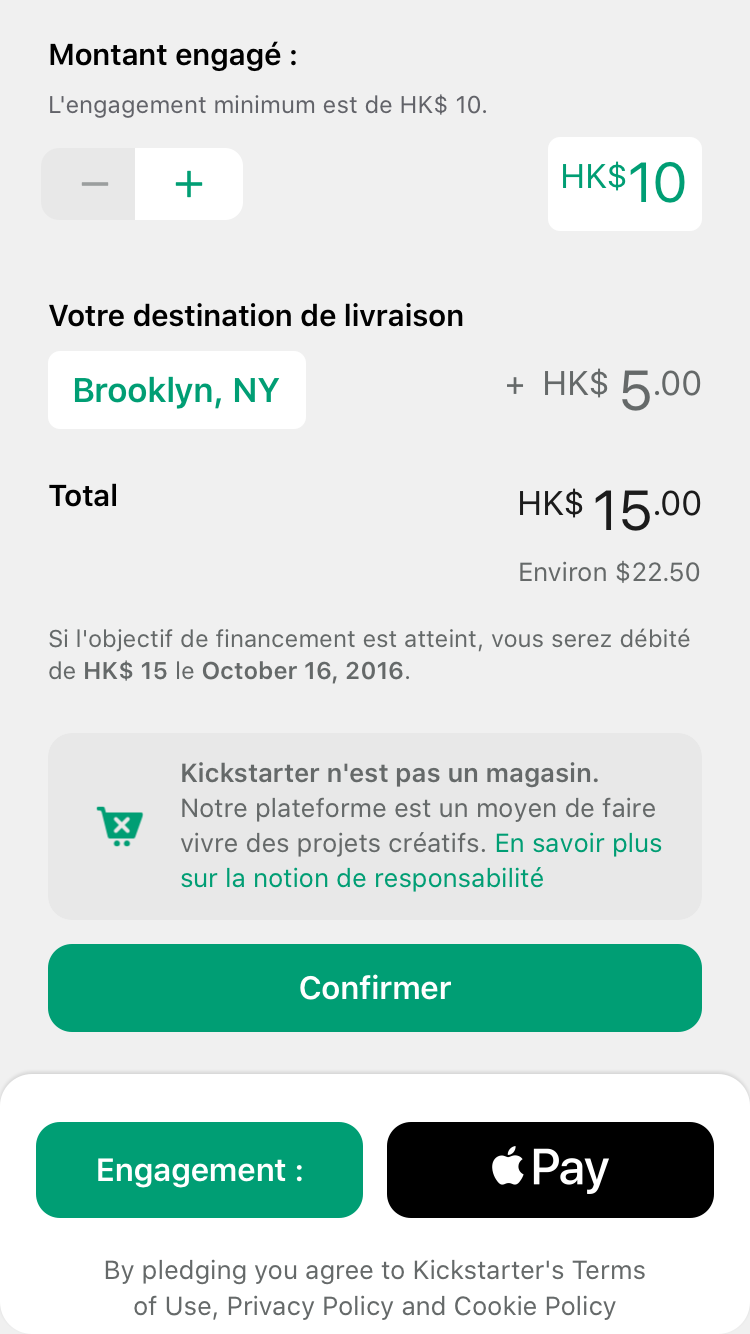 Montant engagé :
L'engagement minimum est de HK$ 10.
− +
HK$10
Votre destination de livraison
Brooklyn, NY
+ HK$ 5.00
Total
HK$ 15.00
Environ $22.50
Si l'objectif de financement est atteint, vous serez débité
de HK$ 15 le October 16, 2016.
Kickstarter n'est pas un magasin.
Notre plateforme est un moyen de faire
vivre des projets créatifs. En savoir plus
sur la notion de responsabilité
Confirmer
Engagement :
Pay
By pledging you agree to Kickstarter's Terms
of Use, Privacy Policy and Cookie Policy